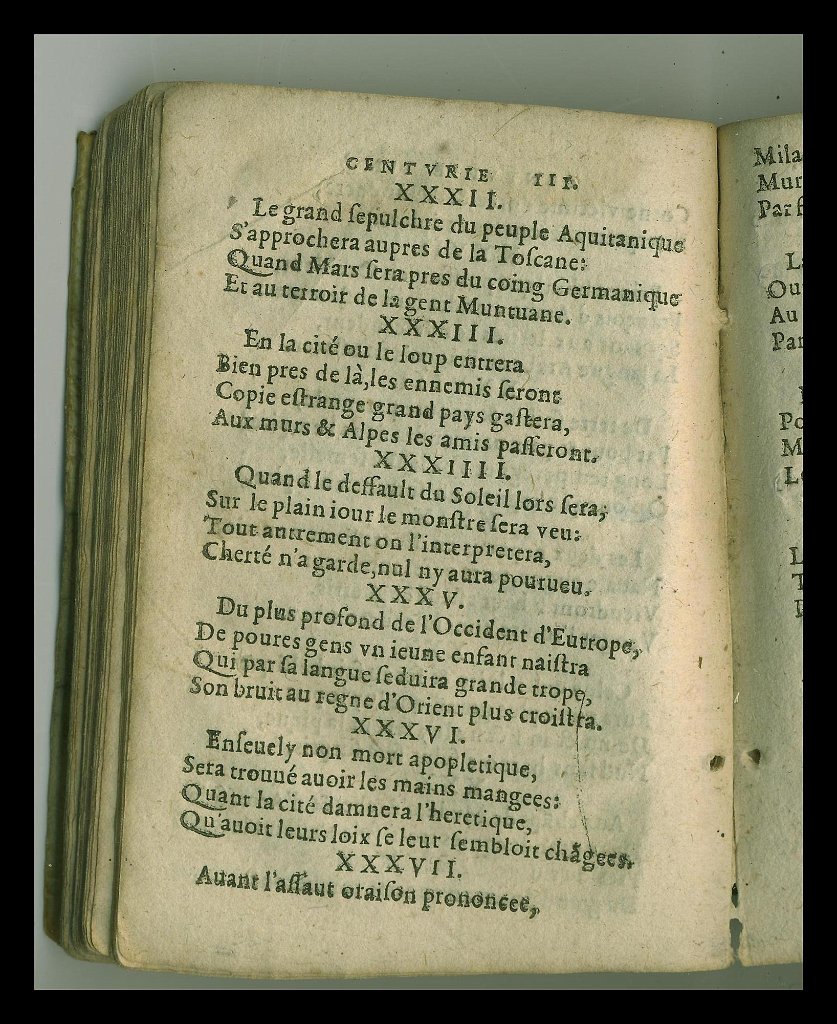 CENTVRIE III.
XXXII.
Le grand ſepulchre du peuple Aquitanique
S'approchera aupres de la Toſcane:
Quand Mars ſera pres du coing Germanique
Et au terroir de la gent Muntuane.
XXXIII.
En la cité ou le loup entrera
Bien pres de là,les ennemis ſeront
Copie eſtrange grand pays gaſtera,
Aux murs & Alpes les amis paſſeront.
XXXIIII.
Quand le deffault du Soleil lors ſera,
Sur le plain iour le monſtre ſera veu:
Tout autrement on l'interpretera,
Cherté n'a garde,nul ny aura pourueu.
XXXV.
Du plus profond de l'Occident d'Europe,
De poures gens vn ieune enfant naiſtra
Qui par ſa langue ſeduira grande trope,
Son bruit au regne d'Orient plus croiſtra.
XXXVI.
Enſeuely non mort apopletique,
Sera trouué auoir les mains mangees:
Quant la cité damnera l'heretique,
Qu'auoit leurs loix ſe leur ſembloit chãgees.
XXXVII.
Auant l'aſſaut oraiſon prononcee,
Mila
Mur
Par f
Ou
Au
Par